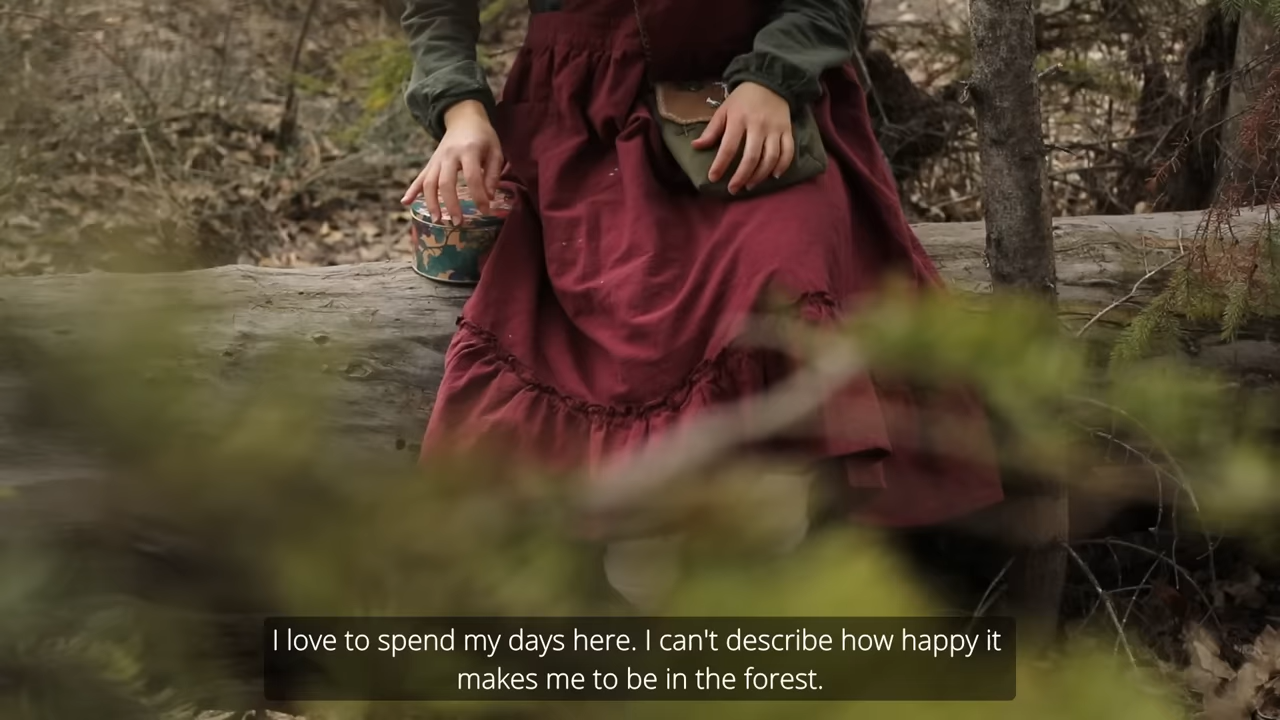 I love to spend my days here. I can't describe how happy it
makes me to be in the forest.